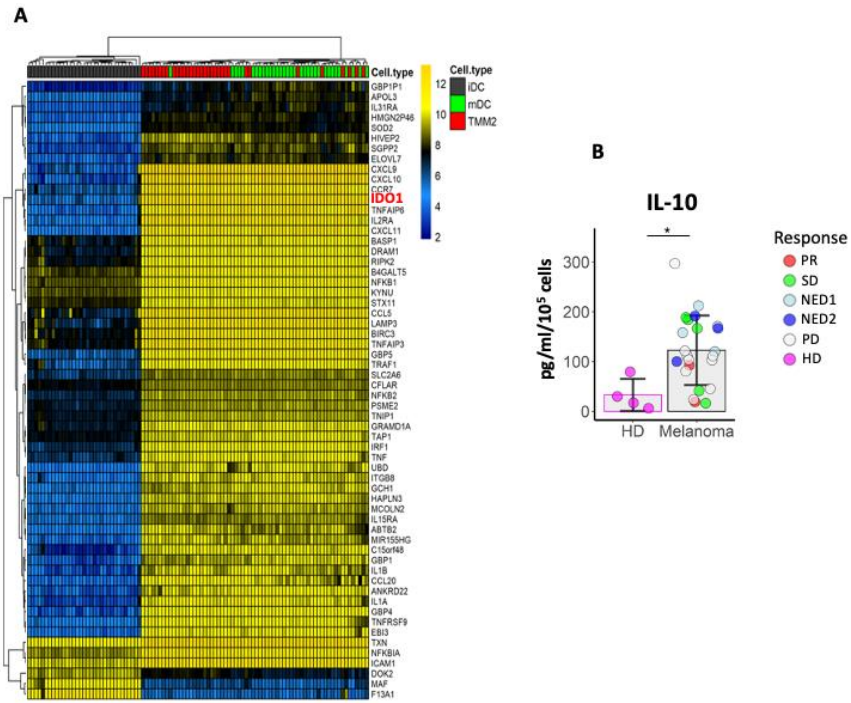 A
Cell.type
GBP1P1
APOL3
IL31RA
HMGN2P46
SOD2
HIVEP2
SGPP2
ELOVL7
CXCL9
CXCL10
CCR7
IDO1
TNFAIP6
IL2RA
CXCL11
BASP1
DRAM1
RIPK2
B4GALT5
NFKB1
KYNU
STX11
CCL5
LAMP3
BIRC3
TNFAIP3
GBP5
TRAF1
SLC2A6
CFLAR
NFKB2
PSME2
TNIP1
GRAMD1A
TAP1
IRF1
TNF
UBD
ITGB8
GCH1
HAPLN3
MCOLN2
IL15RA
ABTB2
MIR155HG
C15orf48
GBP1
IL1B
CCL20
ANKRD22
IL1A
GBP4
TNFRSF9
EBI3
TXN
NFKBIA
ICAM1
DOK2
MAF
F13A1
12
10
8
6
4
2
Cell.type
iDC
mDC
TMM2
B
IL-10
*
pg/ml/10⁵ cells
300
200
100
0
HD Melanoma
Response
PR
SD
NED1
NED2
PD
HD